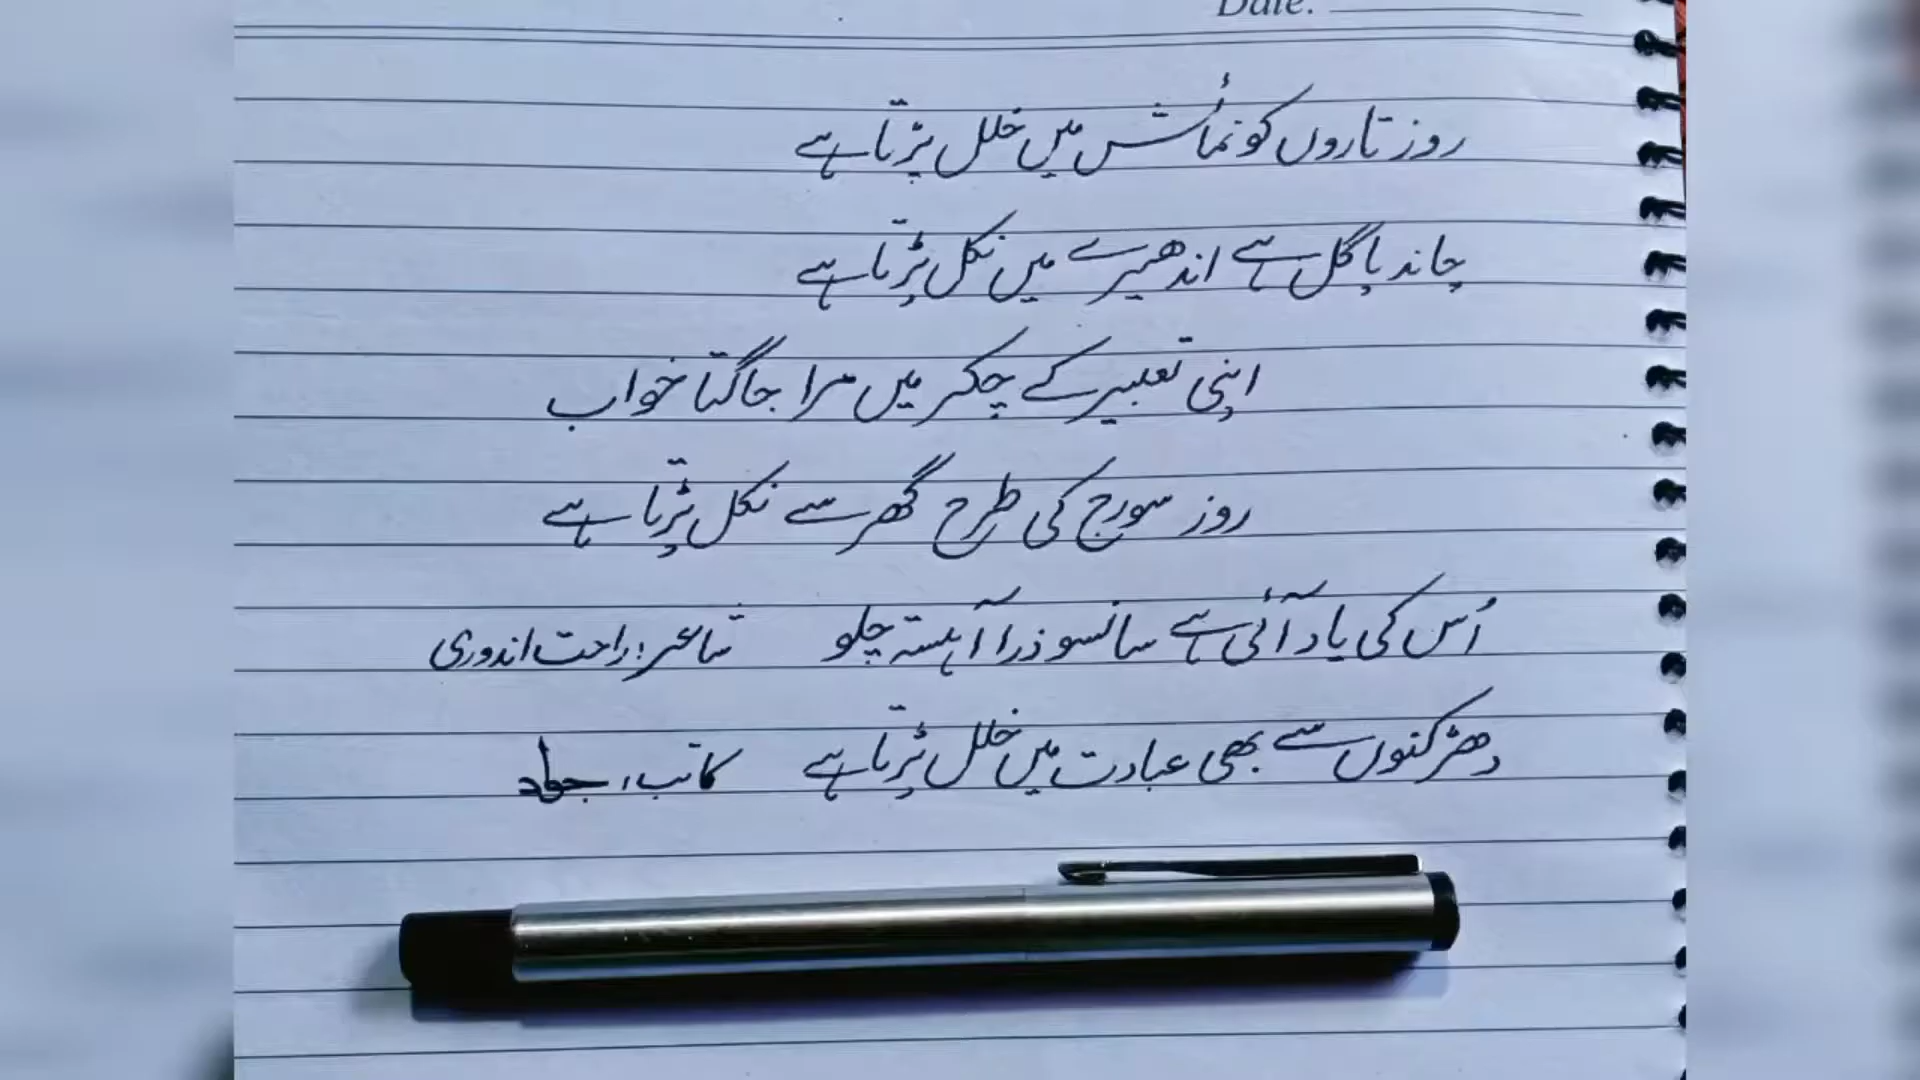 Date:
روز تاروں کو نمائش میں خلل پڑتا ہے
چاند پاگل ہے اندھیرے میں نکل پڑتا ہے
اپنی تعبیر کے چکر میں مرا جاگتا خواب
روز سورج کی طرح گھر سے نکل پڑتا ہے
اُس کی یاد آئی ہے سانسو ذرا آہستہ چلو شاعر: راحت اندوری
دھڑکنوں سے بھی عبادت میں خلل پڑتا ہے کاتب: جواد